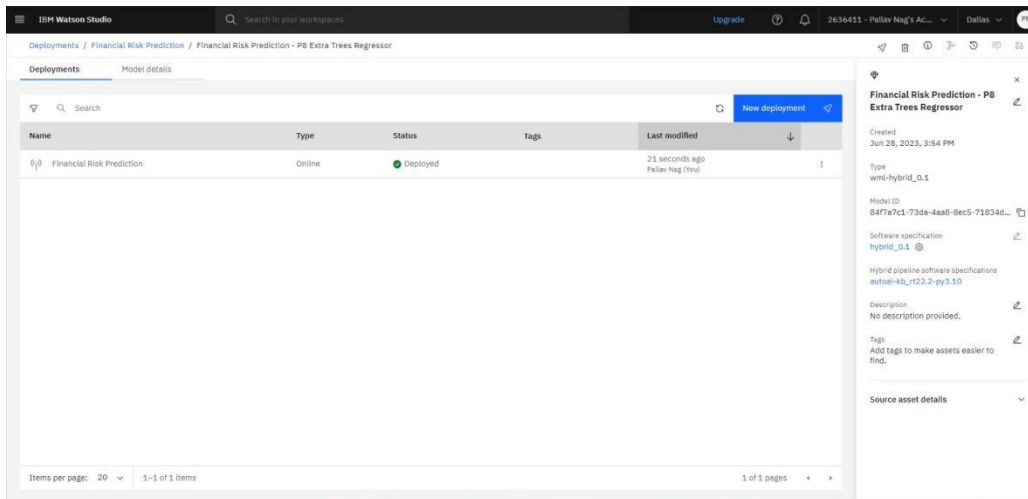 IBM Watson Studio
Search in your workspaces
Upgrade
2636411 - Pallav Nag's Ac...
Dallas
Deployments / Financial Risk Prediction / Financial Risk Prediction - P8 Extra Trees Regressor
Deployments Model details
Search
New deployment
Name Type Status Tags Last modified
Financial Risk Prediction Online Deployed 21 seconds ago
Pallav Nag (You)
Items per page: 20 1–1 of 1 items 1 of 1 pages
Financial Risk Prediction - P8
Extra Trees Regressor
Created
Jun 28, 2023, 3:54 PM
Type
wml-hybrid_0.1
Model ID
84f7a7c1-73da-4aa8-8ec5-71834d...
Software specification
hybrid_0.1
Hybrid pipeline software specifications
autoai-kb_rt22.2-py3.10
Description
No description provided.
Tags
Add tags to make assets easier to
find.
Source asset details